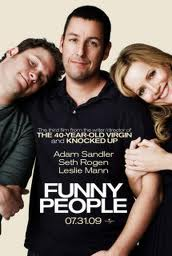 The third film from the writer/director of
THE 40-YEAR-OLD VIRGIN
and KNOCKED UP
Adam Sandler
Seth Rogen
Leslie Mann
FUNNY
PEOPLE
07.31.09